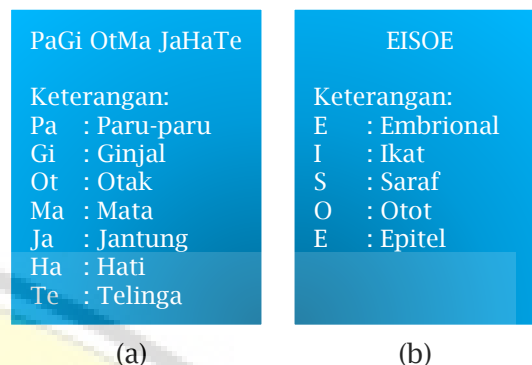 PaGi OtMa JaHaTe
Keterangan:
Pa : Paru-paru
Gi : Ginjal
Ot : Otak
Ma : Mata
Ja : Jantung
Ha : Hati
Te : Telinga
(a)
EISOE
Keterangan:
E : Embrional
I : Ikat
S : Saraf
O : Otot
E : Epitel
(b)